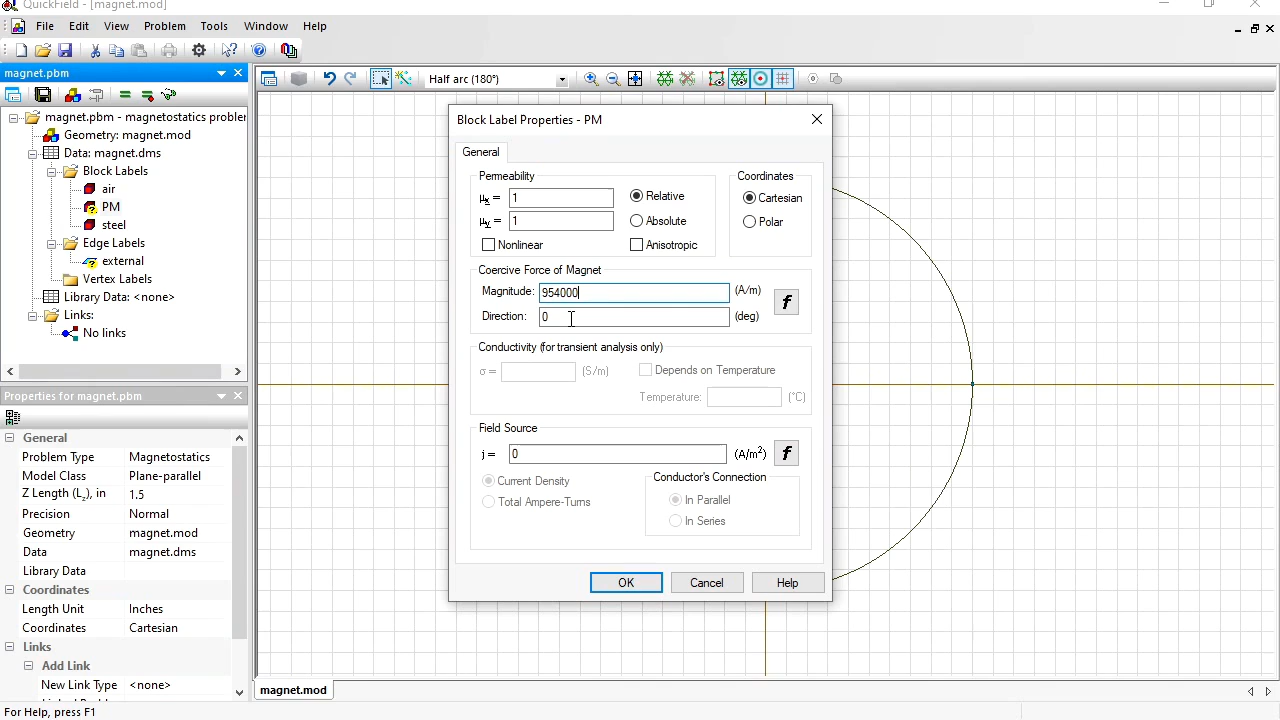 QuickField - [magnet.mod]
File Edit View Problem Tools Window Help
magnet.pbm
Half arc (180°)
magnet.pbm - magnetostatics probler
Geometry: magnet.mod
Data: magnet.dms
Block Labels
air
PM
steel
Edge Labels
external
Vertex Labels
Library Data: <none>
Links:
No links
Properties for magnet.pbm
General
Problem Type Magnetostatics
Model Class Plane-parallel
Z Length (Lz), in 1.5
Precision Normal
Geometry magnet.mod
Data magnet.dms
Library Data
Coordinates
Length Unit Inches
Coordinates Cartesian
Links
Add Link
New Link Type <none>
Block Label Properties - PM
General
Permeability
μx = 1
μy = 1
Relative
Absolute
Nonlinear
Anisotropic
Coordinates
Cartesian
Polar
Coercive Force of Magnet
Magnitude: 954000 (A/m)
Direction: 0 (deg)
f
Conductivity (for transient analysis only)
σ = (S/m)
Depends on Temperature
Temperature: (°C)
Field Source
j = 0 (A/m²)
f
Current Density
Total Ampere-Turns
Conductor's Connection
In Parallel
In Series
OK Cancel Help
magnet.mod
For Help, press F1